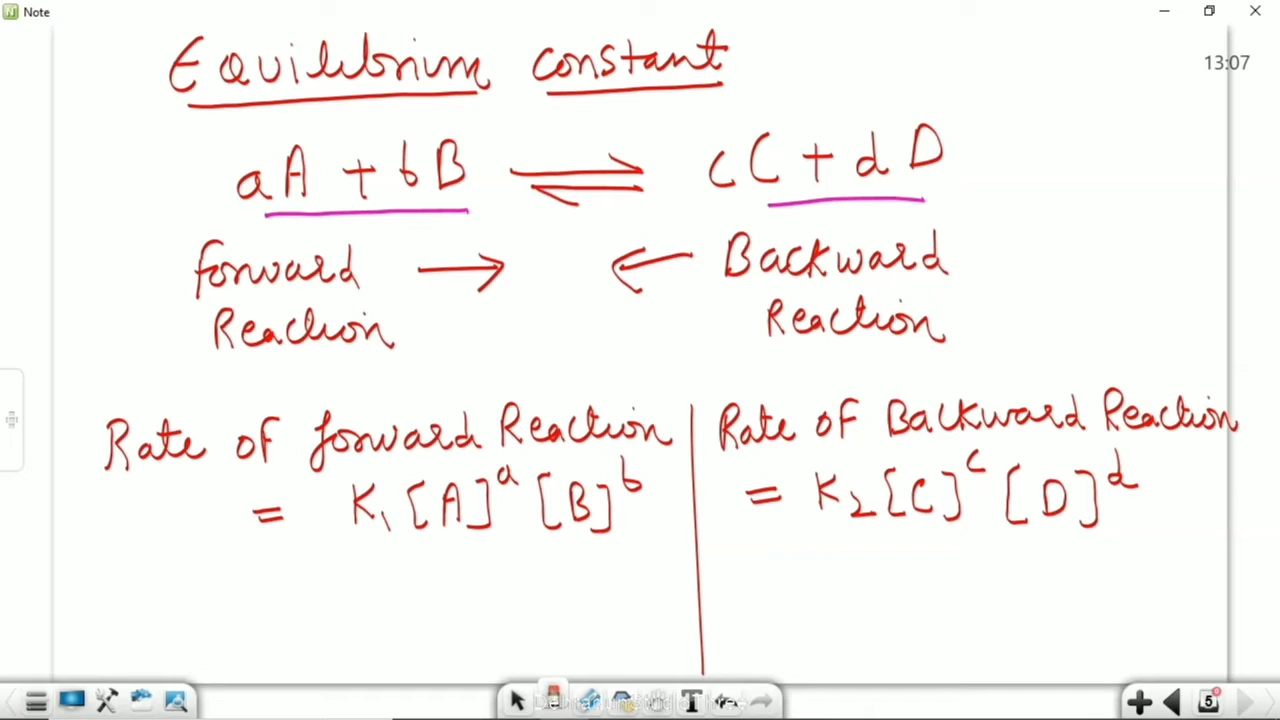 Note
13:07
Equilibrium constant
aA + bB ⇌ cC + dD
forward → ← Backward
Reaction Reaction
Rate of forward Reaction
= K₁[A]ᵃ [B]ᵇ
Rate of Backward Reaction
= K₂[C]ᶜ [D]ᵈ
T
5